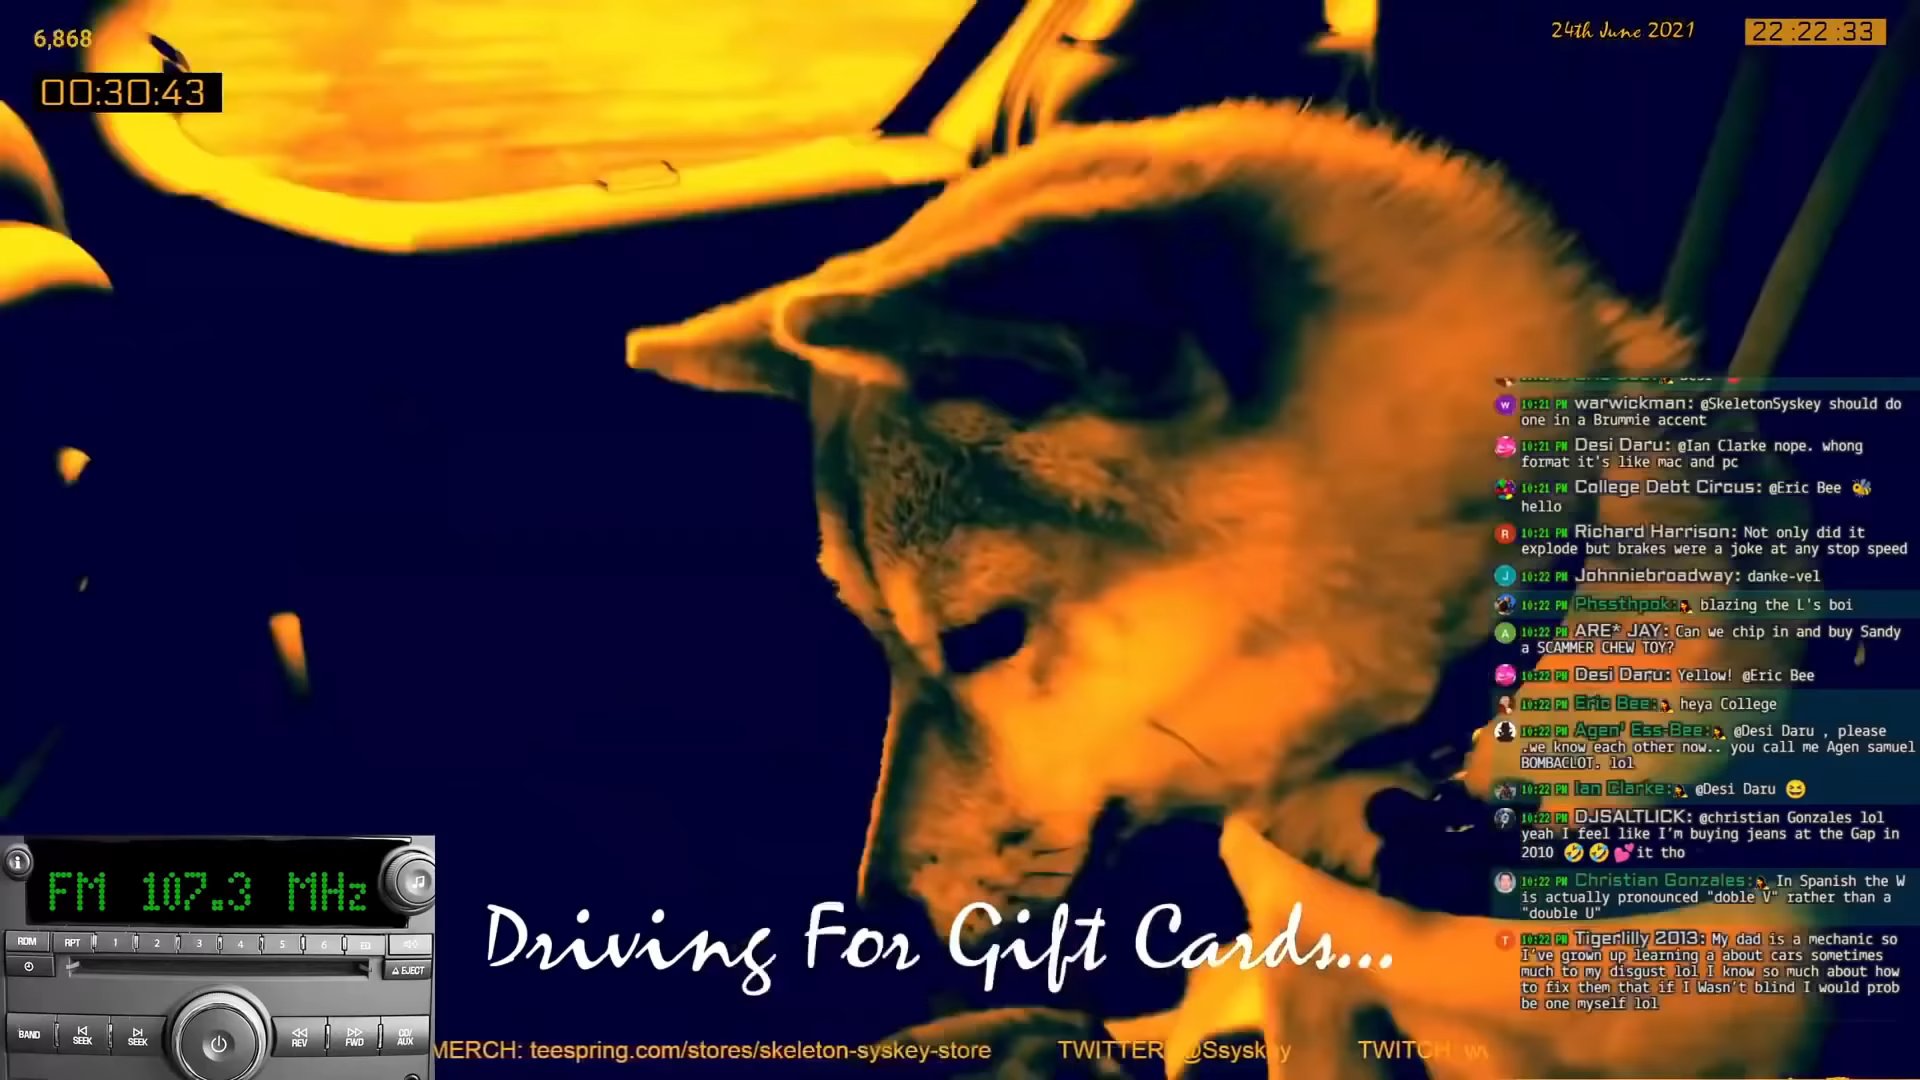 6,868
24th June 2021
22:22:33
00:30:43
10:21 PM warwickman: @SkeletonSyskey should do
one in a Brummie accent
10:21 PM Desi Daru: @Ian Clarke nope. whong
format it's like mac and pc
10:21 PM College Debt Circus: @Eric Bee 🐝
hello
10:21 PM Richard Harrison: Not only did it
explode but brakes were a joke at any stop speed
10:22 PM Johnniebroadway: danke-vel
10:22 PM Phssthpok: blazing the L's boi
10:22 PM ARE* JAY: Can we chip in and buy Sandy
a SCAMMER CHEW TOY?
10:22 PM Desi Daru: Yellow! @Eric Bee
10:22 PM Eric Bee: heya College
10:22 PM Agen' Ess-Bee: @Desi Daru , please
.we know each other now.. you call me Agen samuel
BOMBACLOT. lol
10:22 PM Ian Clarke: @Desi Daru 😆
10:22 PM DJSALTLICK: @christian Gonzales lol
yeah I feel like I'm buying jeans at the Gap in
2010 🤣🤣💕it tho
10:22 PM Christian Gonzales: In Spanish the W
is actually pronounced "doble V" rather than a
"double U"
10:22 PM Tigerlilly 2013: My dad is a mechanic so
I've grown up learning a about cars sometimes
much to my disgust lol I know so much about how
to fix them that if I Wasn't blind I would prob
be one myself lol
FM 107.3 MHz
RDM RPT 1 2 3 4 5 6 EQ
EJECT
BAND SEEK SEEK REV FWD CD/AUX
Driving For Gift Cards...
MERCH: teespring.com/stores/skeleton-syskey-store TWITTER: @Ssyskey TWITCH